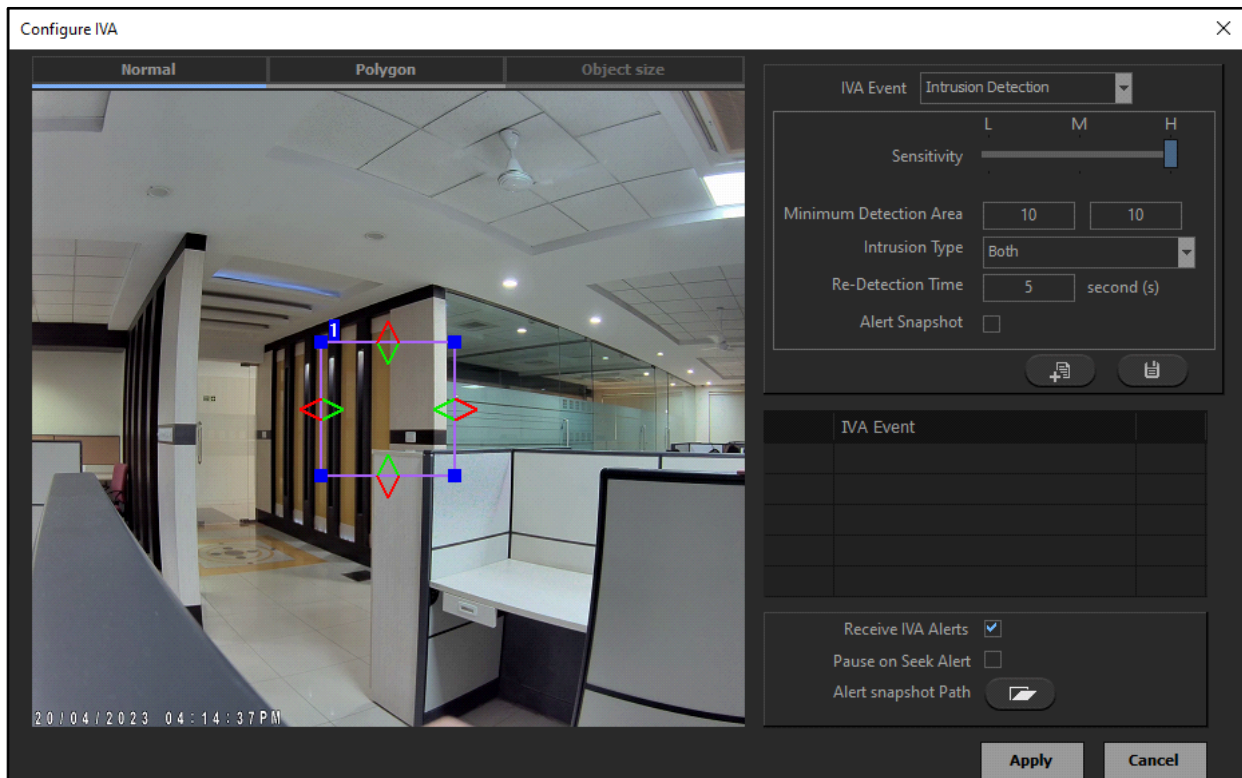 Configure IVA
Normal Polygon Object size
IVA Event Intrusion Detection
L M H
Sensitivity
Minimum Detection Area 10 10
Intrusion Type Both
Re-Detection Time 5 second (s)
Alert Snapshot
1
IVA Event
Receive IVA Alerts
Pause on Seek Alert
Alert snapshot Path
20/04/2023 04:14:37PM
Apply Cancel